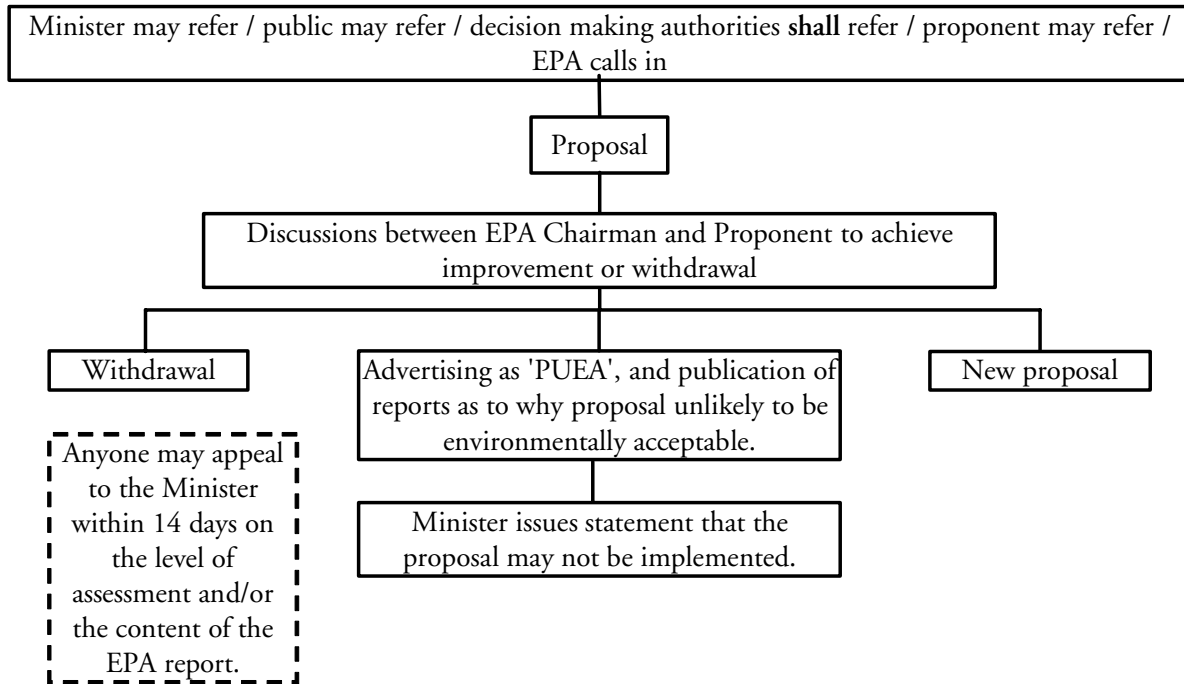 Minister may refer / public may refer / decision making authorities shall refer / proponent may refer /
EPA calls in
Proposal
Discussions between EPA Chairman and Proponent to achieve
improvement or withdrawal
Withdrawal
Advertising as 'PUEA', and publication of
reports as to why proposal unlikely to be
environmentally acceptable.
New proposal
Anyone may appeal
to the Minister
within 14 days on
the level of
assessment and/or
the content of the
EPA report.
Minister issues statement that the
proposal may not be implemented.